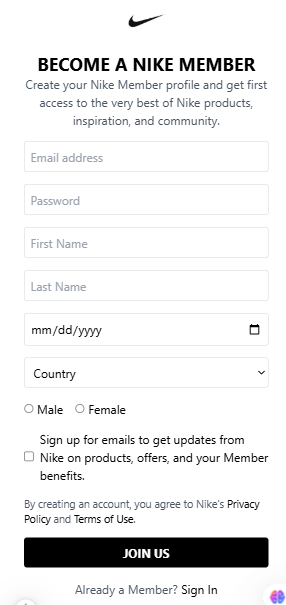 BECOME A NIKE MEMBER
Create your Nike Member profile and get first
access to the very best of Nike products,
inspiration, and community.
Email address
Password
First Name
Last Name
mm/dd/yyyy
Country
Male Female
Sign up for emails to get updates from
Nike on products, offers, and your Member
benefits.
By creating an account, you agree to Nike's Privacy
Policy and Terms of Use.
JOIN US
Already a Member? Sign In